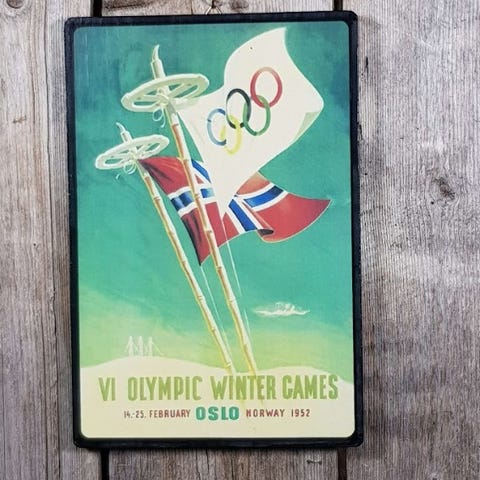 VI OLYMPIC WINTER GAMES
14.-25. FEBRUARY OSLO NORWAY 1952